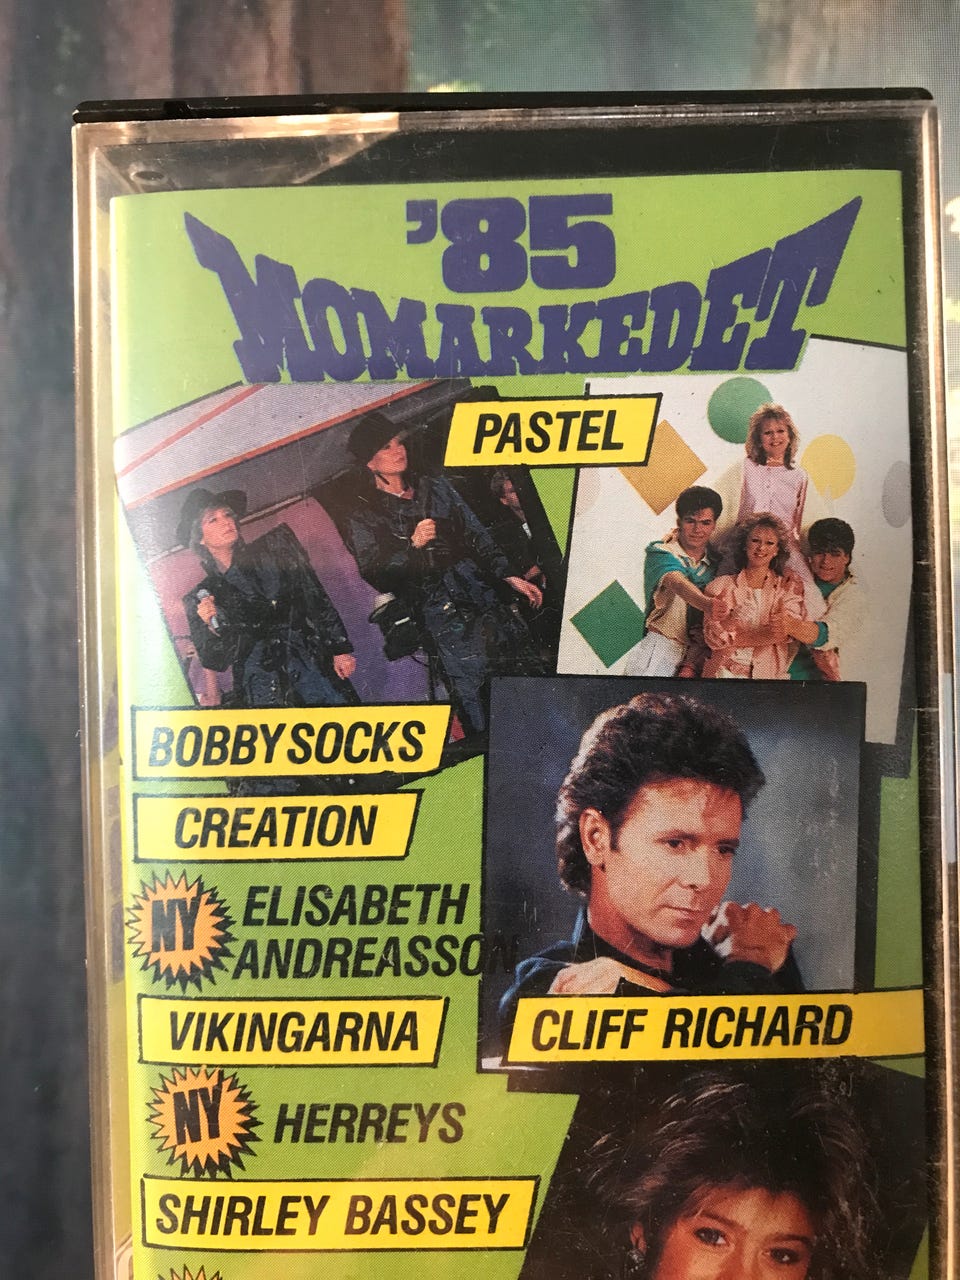 '85
MOMARKEDET
PASTEL
BOBBYSOCKS
CREATION
NY
ELISABETH
ANDREASSON
VIKINGARNA
CLIFF RICHARD
NY
HERREYS
SHIRLEY BASSEY